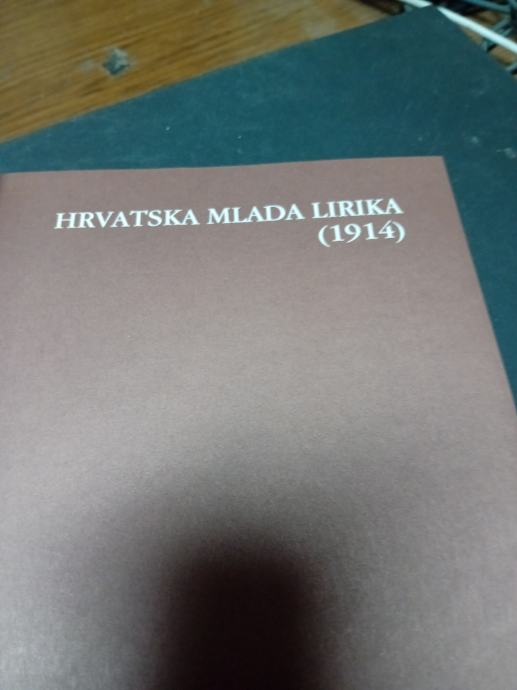 HRVATSKA MLADA LIRIKA
(1914)